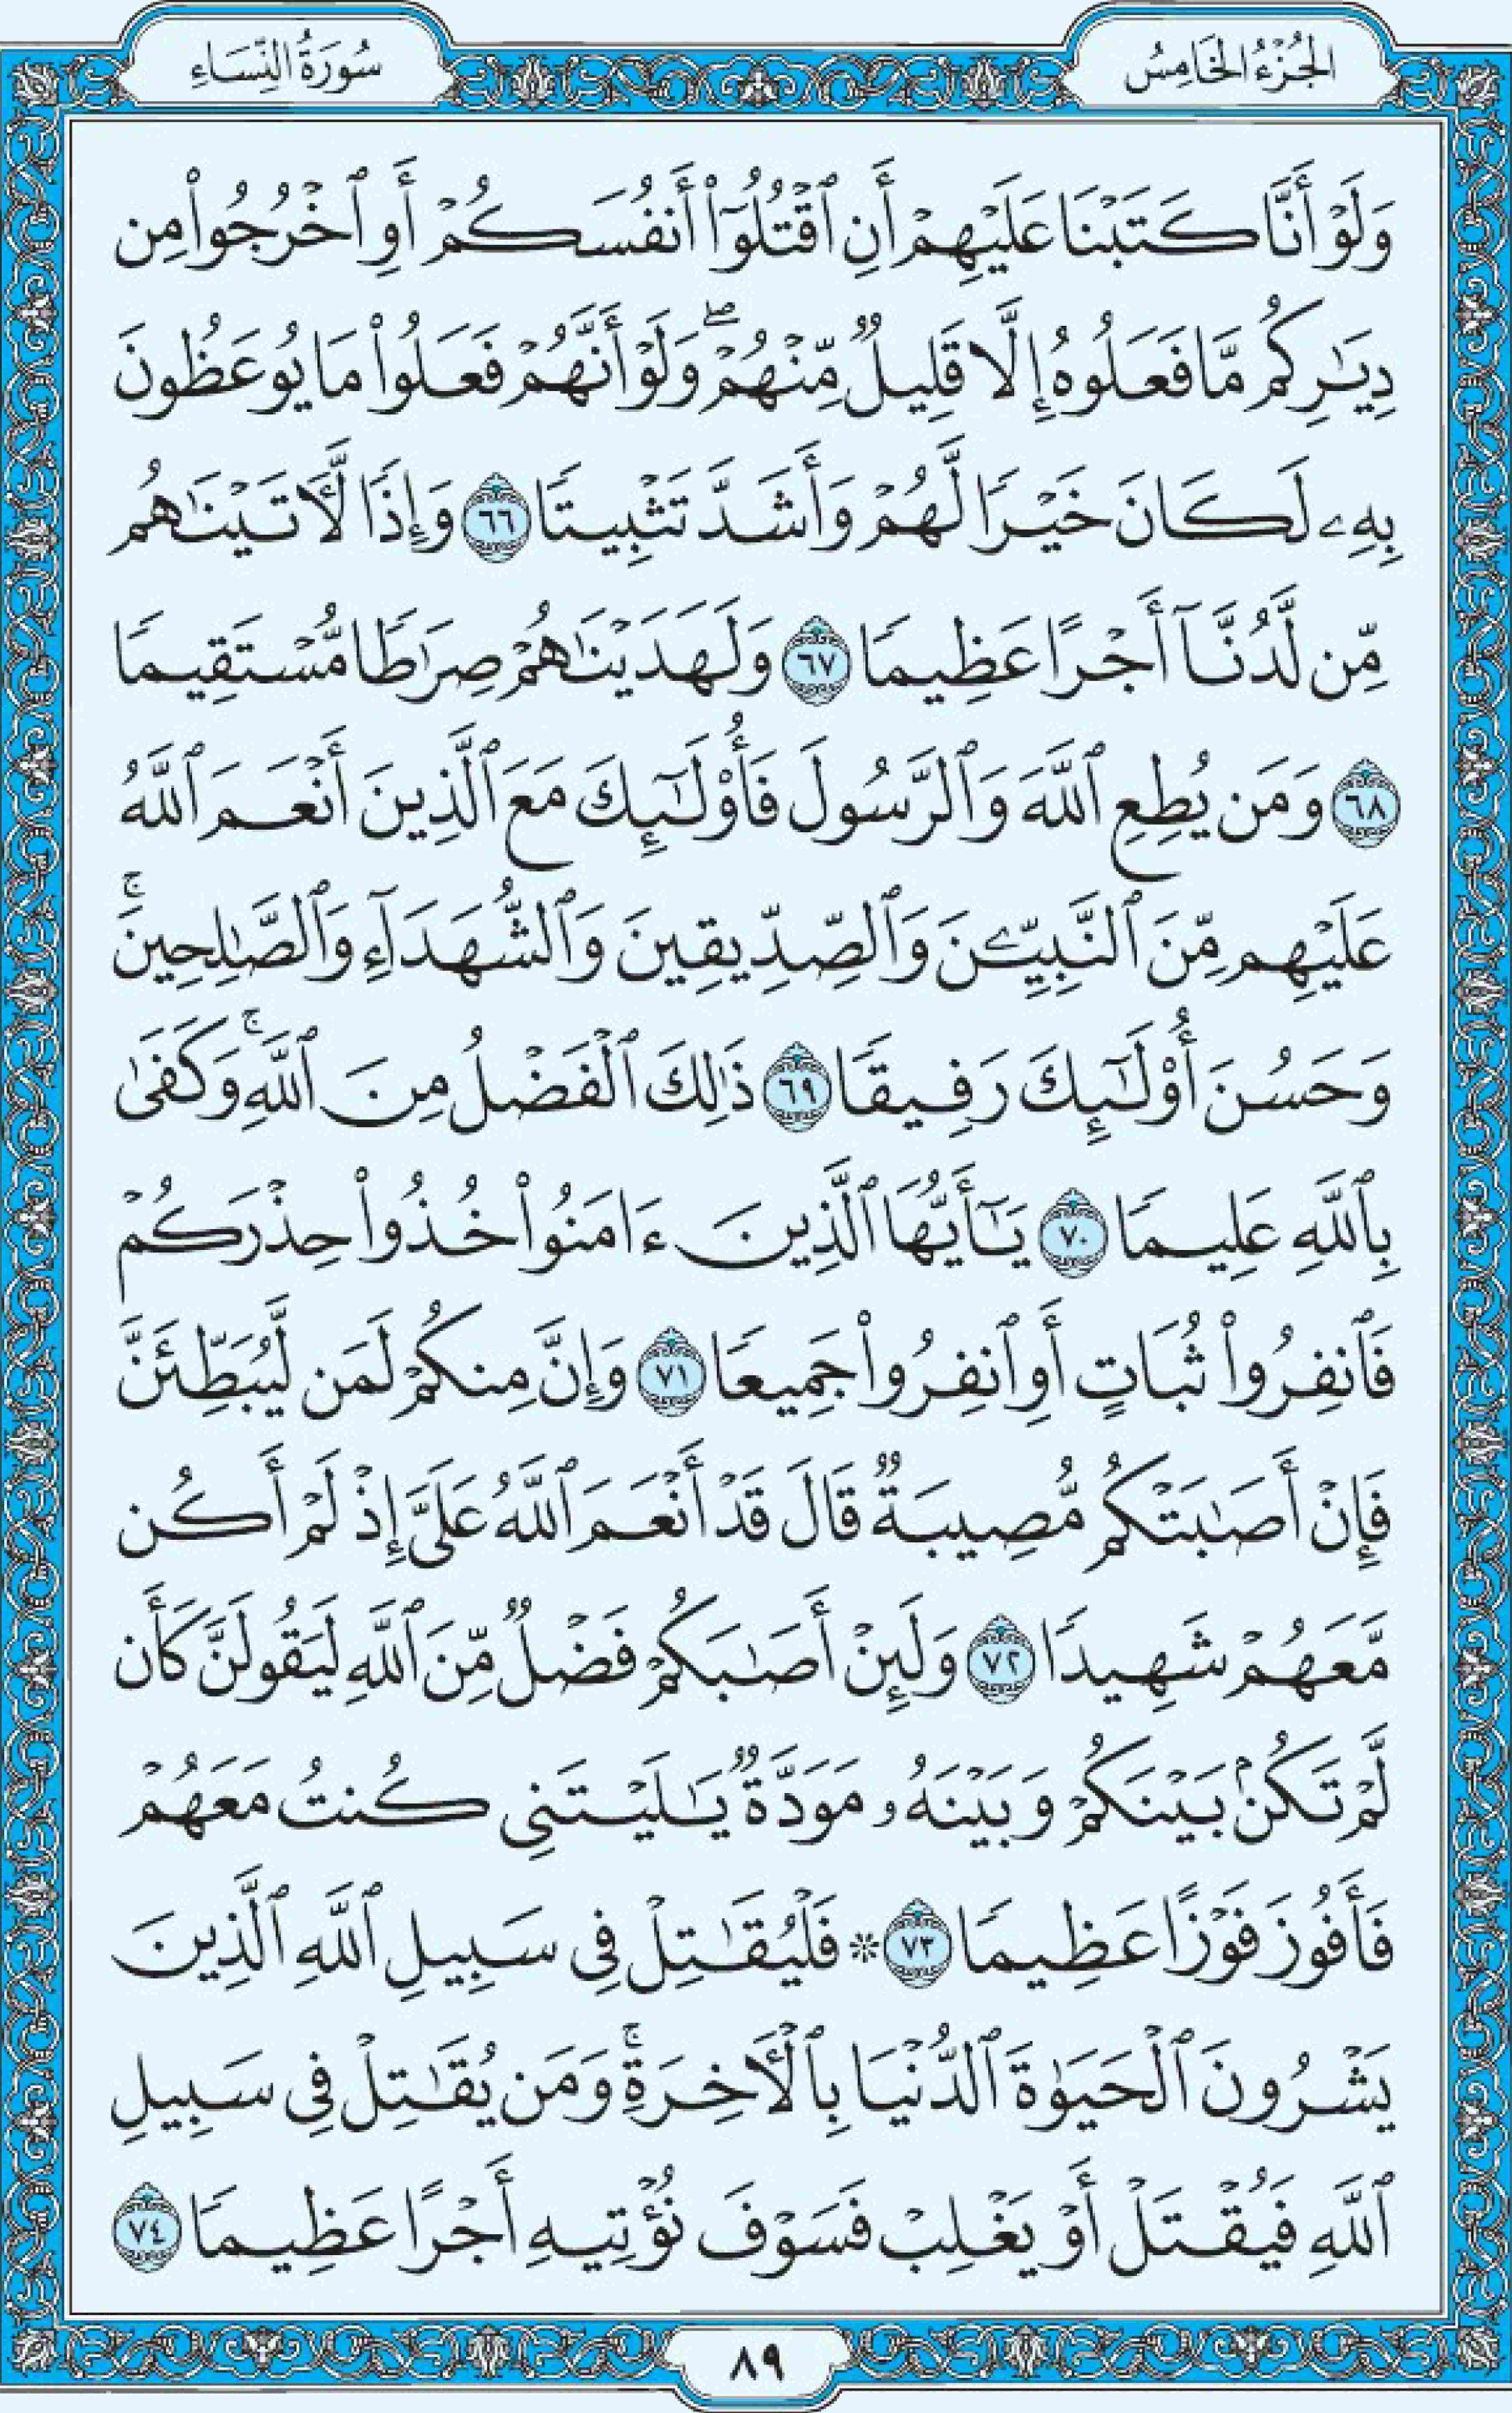 الجُزْءُ الخَامِسُ
سُورَةُ النِّسَاءِ
وَلَوْ أَنَّا كَتَبْنَا عَلَيْهِمْ أَنِ ٱقْتُلُوٓا۟ أَنفُسَكُمْ أَوِ ٱخْرُجُوا۟ مِن
دِيَـٰرِكُم مَّا فَعَلُوهُ إِلَّا قَلِيلٌ مِّنْهُمْ ۖ وَلَوْ أَنَّهُمْ فَعَلُوا۟ مَا يُوعَظُونَ
بِهِۦ لَكَانَ خَيْرًا لَّهُمْ وَأَشَدَّ تَثْبِيتًا ٦٦ وَإِذًا لَّـَٔاتَيْنَـٰهُم
مِّن لَّدُنَّآ أَجْرًا عَظِيمًا ٦٧ وَلَهَدَيْنَـٰهُمْ صِرَٰطًا مُّسْتَقِيمًا
٦٨ وَمَن يُطِعِ ٱللَّهَ وَٱلرَّسُولَ فَأُو۟لَـٰٓئِكَ مَعَ ٱلَّذِينَ أَنْعَمَ ٱللَّهُ
عَلَيْهِم مِّنَ ٱلنَّبِيِّـۧنَ وَٱلصِّدِّيقِينَ وَٱلشُّهَدَآءِ وَٱلصَّـٰلِحِينَ ۚ
وَحَسُنَ أُو۟لَـٰٓئِكَ رَفِيقًا ٦٩ ذَٰلِكَ ٱلْفَضْلُ مِنَ ٱللَّهِ ۚ وَكَفَىٰ
بِٱللَّهِ عَلِيمًا ٧٠ يَـٰٓأَيُّهَا ٱلَّذِينَ ءَامَنُوا۟ خُذُوا۟ حِذْرَكُمْ
فَٱنفِرُوا۟ ثُبَاتٍ أَوِ ٱنفِرُوا۟ جَمِيعًا ٧١ وَإِنَّ مِنكُمْ لَمَن لَّيُبَطِّئَنَّ
فَإِنْ أَصَـٰبَتْكُم مُّصِيبَةٌ قَالَ قَدْ أَنْعَمَ ٱللَّهُ عَلَىَّ إِذْ لَمْ أَكُن
مَّعَهُمْ شَهِيدًا ٧٢ وَلَئِنْ أَصَـٰبَكُمْ فَضْلٌ مِّنَ ٱللَّهِ لَيَقُولَنَّ كَأَن
لَّمْ تَكُنۢ بَيْنَكُمْ وَبَيْنَهُۥ مَوَدَّةٌ يَـٰلَيْتَنِى كُنتُ مَعَهُمْ
فَأَفُوزَ فَوْزًا عَظِيمًا ٧٣ ۞ فَلْيُقَـٰتِلْ فِى سَبِيلِ ٱللَّهِ ٱلَّذِينَ
يَشْرُونَ ٱلْحَيَوٰةَ ٱلدُّنْيَا بِٱلْـَٔاخِرَةِ ۚ وَمَن يُقَـٰتِلْ فِى سَبِيلِ
ٱللَّهِ فَيُقْتَلْ أَوْ يَغْلِبْ فَسَوْفَ نُؤْتِيهِ أَجْرًا عَظِيمًا ٧٤
٨٩